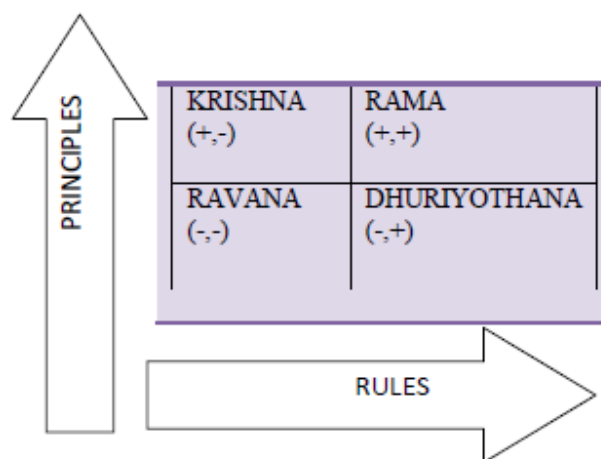 PRINCIPLES
KRISHNA
(+,-)
RAMA
(+,+)
RAVANA
(-,-)
DHURIYOTHANA
(-,+)
RULES